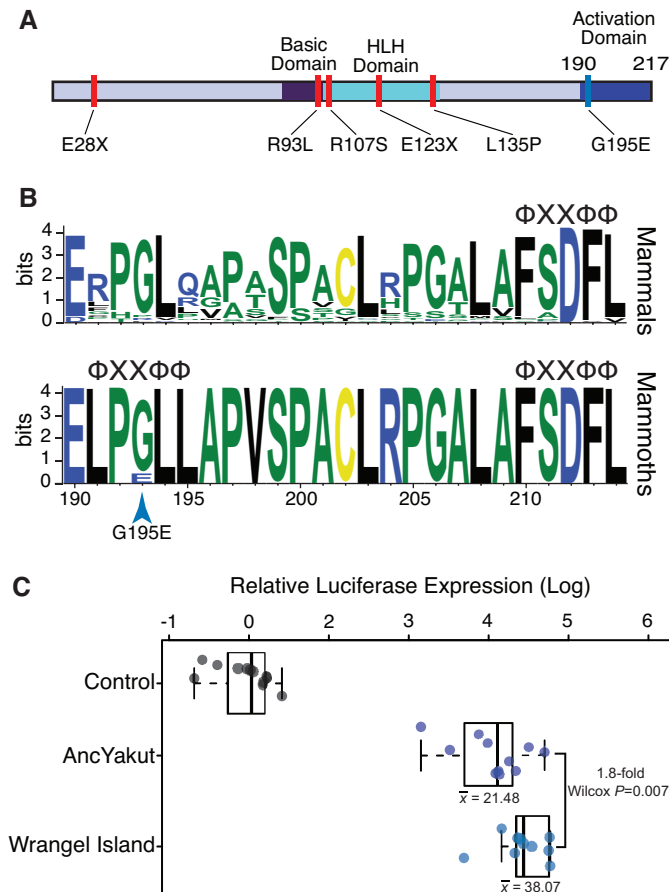 A
Basic
Domain
HLH
Domain
Activation
Domain
190 217
E28X R93L R107S E123X L135P G195E
B
ΦXXΦΦ
bits
4
3
2
1
0
ERPGLQAPASPACLRPGALAFSDFL
Mammals
ΦXXΦΦ ΦXXΦΦ
bits
4
3
2
1
0
ELPGLLAPVSPACLRPGALAFSDFL
E
Mammoths
190 195 200 205 210
G195E
C
Relative Luciferase Expression (Log)
-1 0 1 2 3 4 5 6
Control
AncYakut
x = 21.48
1.8-fold
Wilcox P=0.007
Wrangel Island
x = 38.07